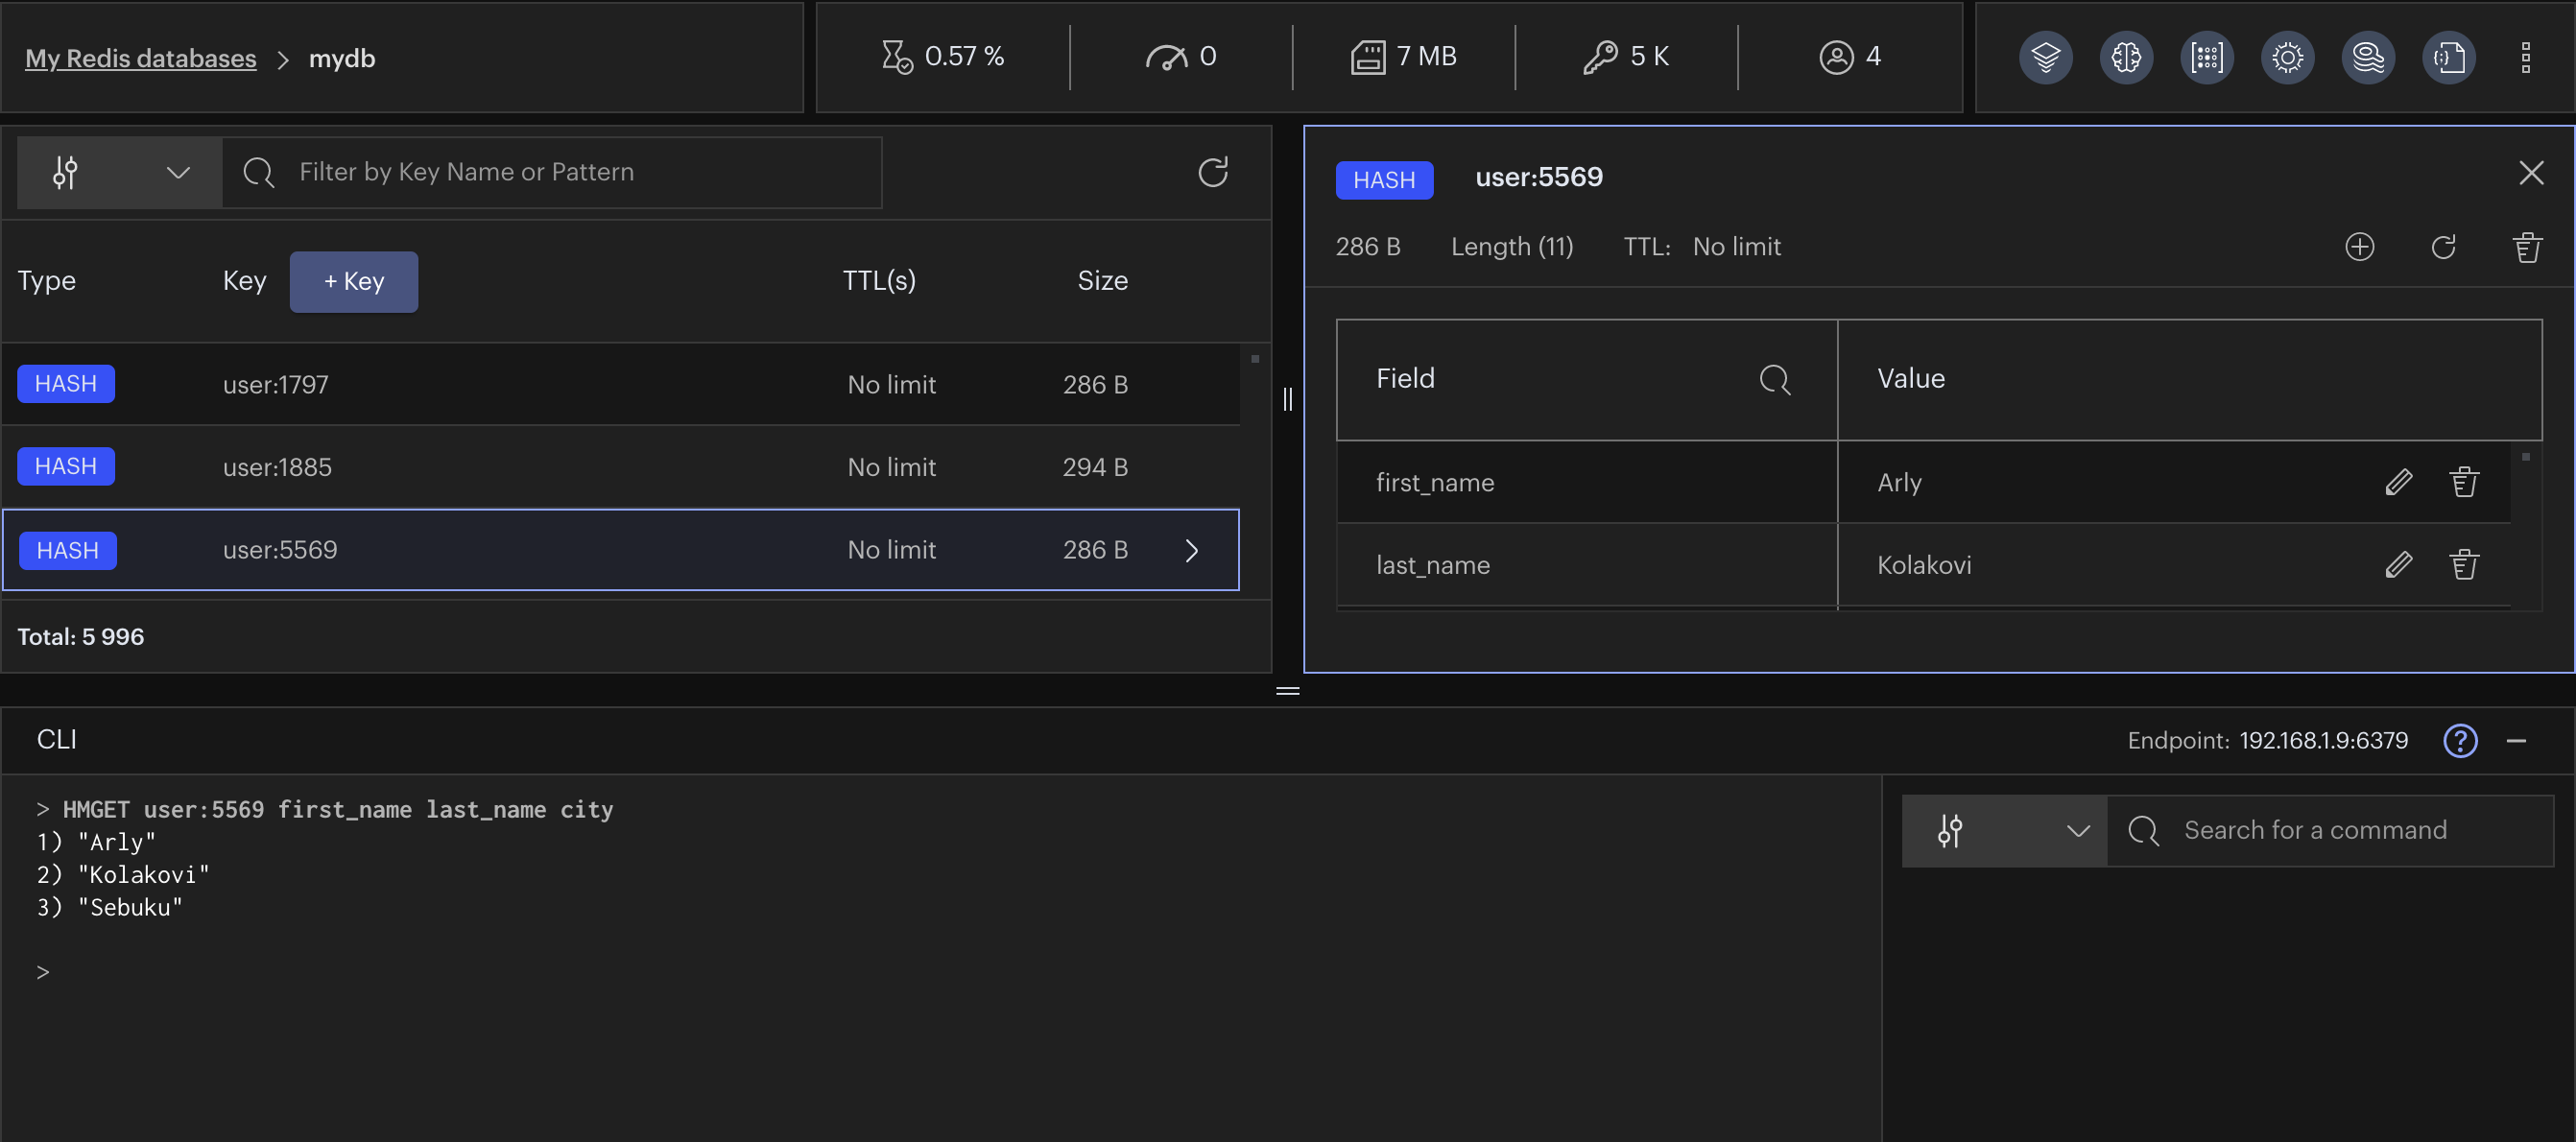 My Redis databases > mydb
0.57 %
0
7 MB
5 K
4
Filter by Key Name or Pattern
Type Key + Key TTL(s) Size
HASH user:1797 No limit 286 B
HASH user:1885 No limit 294 B
HASH user:5569 No limit 286 B
Total: 5 996
HASH user:5569
286 B Length (11) TTL: No limit
Field Value
first_name Arly
last_name Kolakovi
CLI
Endpoint: 192.168.1.9:6379
> HMGET user:5569 first_name last_name city
1) "Arly"
2) "Kolakovi"
3) "Sebuku"
>
Search for a command